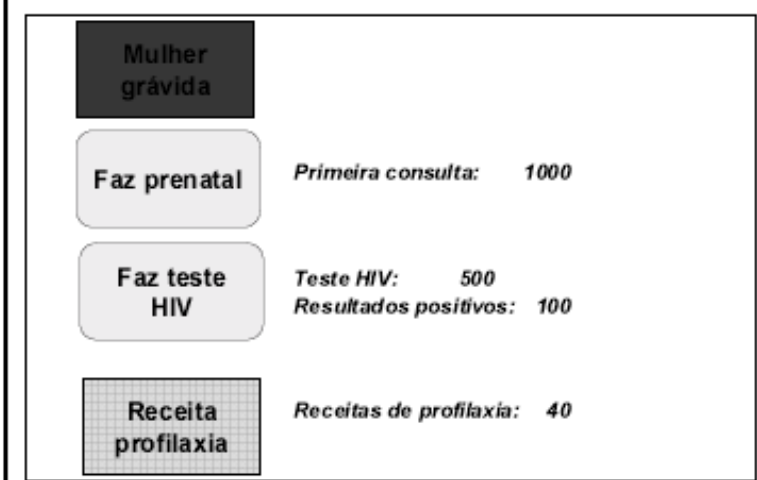 Mulher
grávida
Faz prenatal
Primeira consulta: 1000
Faz teste
HIV
Teste HIV: 500
Resultados positivos: 100
Receita
profilaxia
Receitas de profilaxia: 40